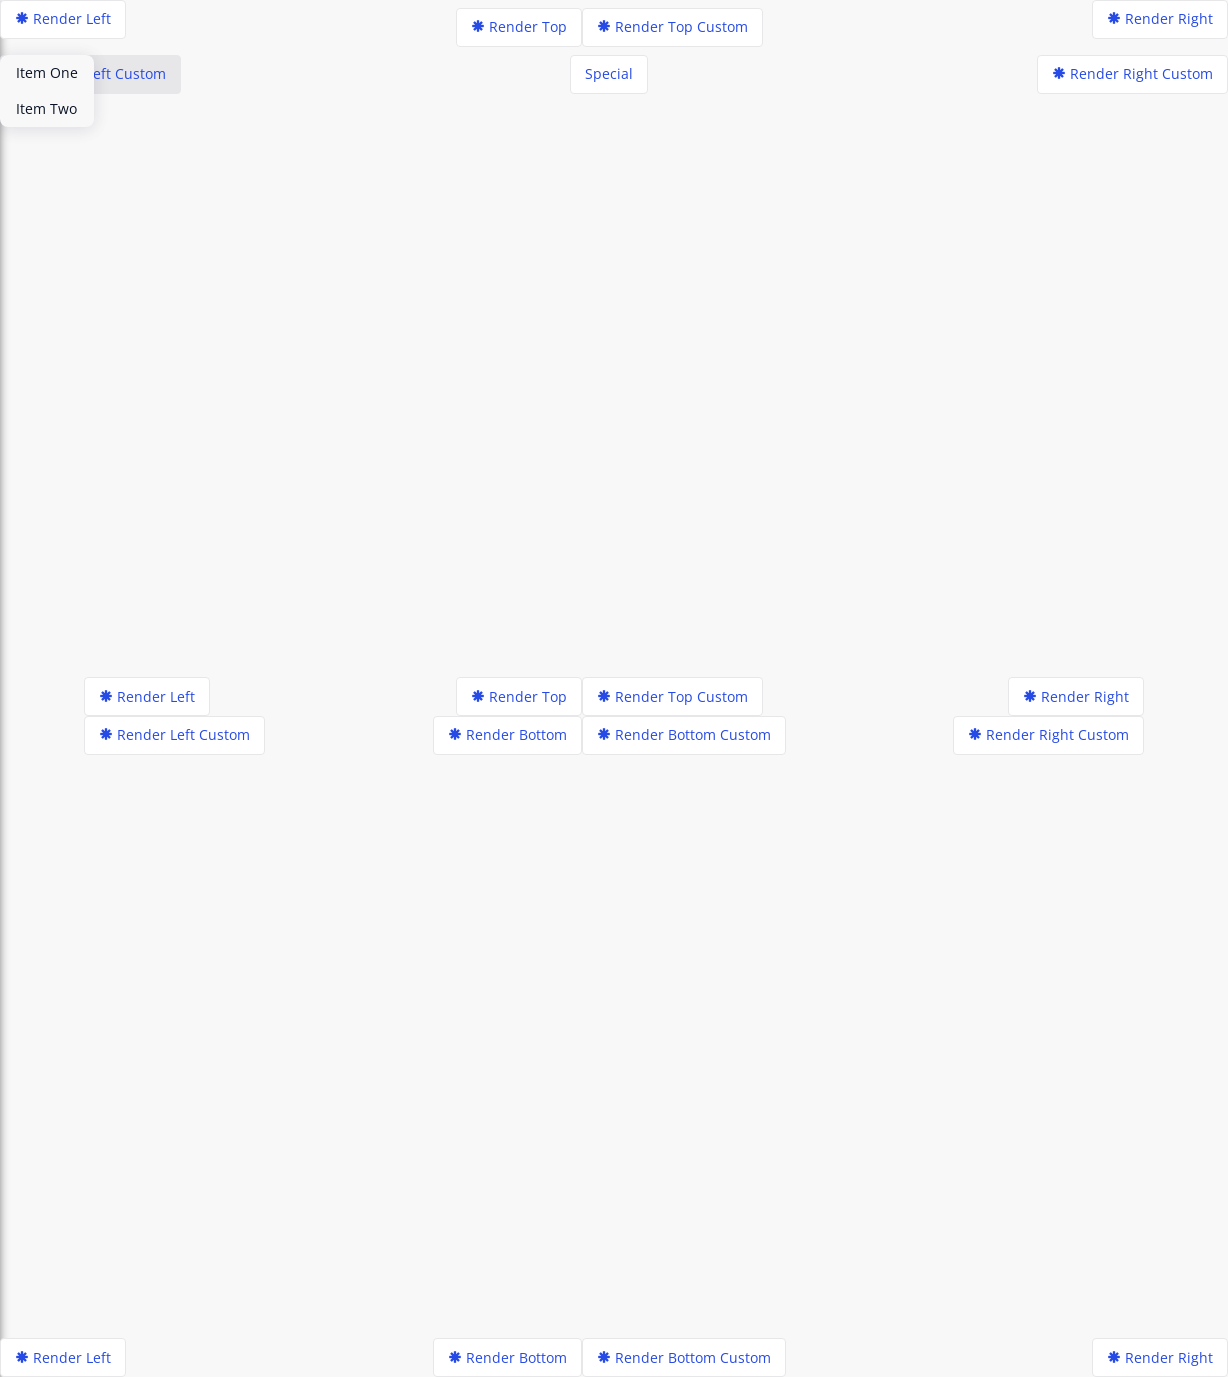 Render Left
Render Top
Render Top Custom
Render Right
Item One
eft Custom
Special
Render Right Custom
Item Two
Render Left
Render Top
Render Top Custom
Render Right
Render Left Custom
Render Bottom
Render Bottom Custom
Render Right Custom
Render Left
Render Bottom
Render Bottom Custom
Render Right